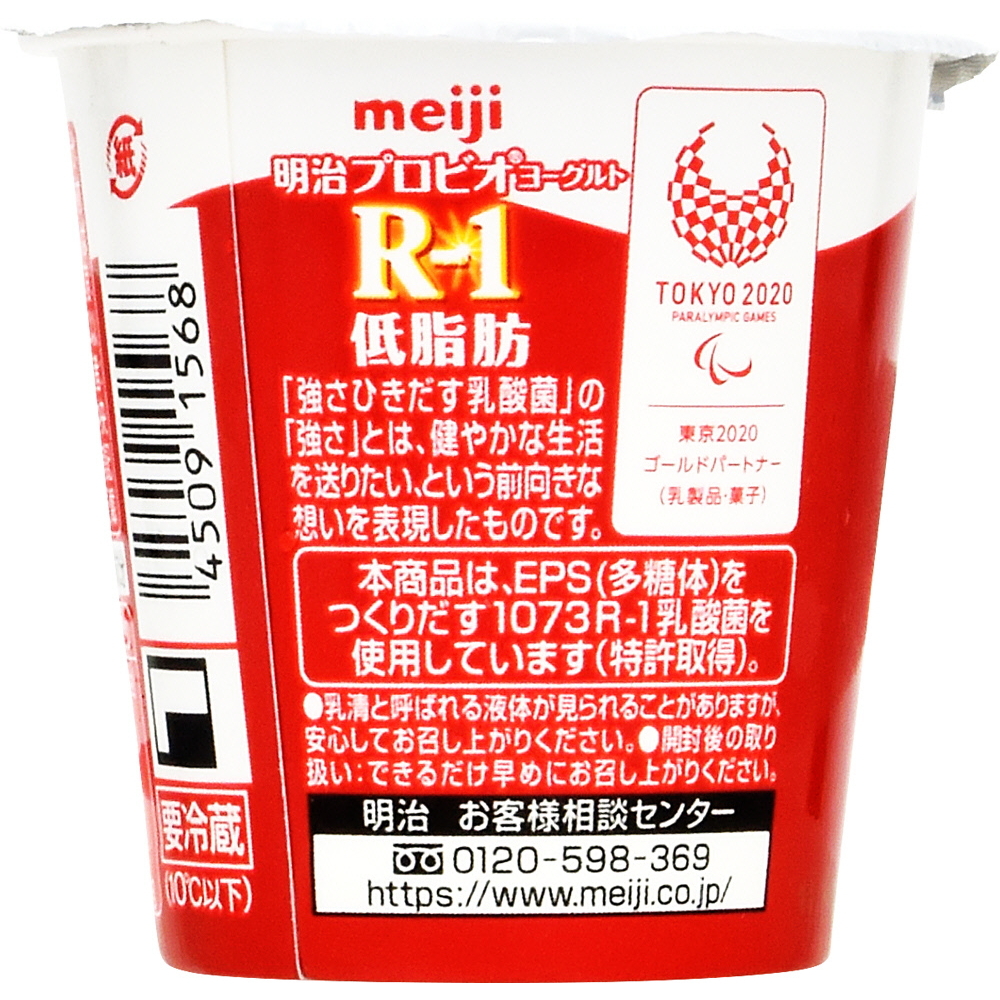 meiji
明治プロビオ®ヨーグルト
R-1
低脂肪
「強さひきだす乳酸菌」の
「強さ」とは、健やかな生活
を送りたい、という前向きな
想いを表現したものです。
本商品は、EPS(多糖体)を
つくりだす1073R-1乳酸菌を
使用しています(特許取得)。
●乳清と呼ばれる液体が見られることがありますが、
安心してお召し上がりください。●開封後の取り
扱い:できるだけ早めにお召し上がりください。
明治 お客様相談センター
0120-598-369
https://www.meiji.co.jp/
TOKYO 2020
PARALYMPIC GAMES
東京2020
ゴールドパートナー
(乳製品・菓子)
紙
4509 1568
要冷蔵
(10℃以下)